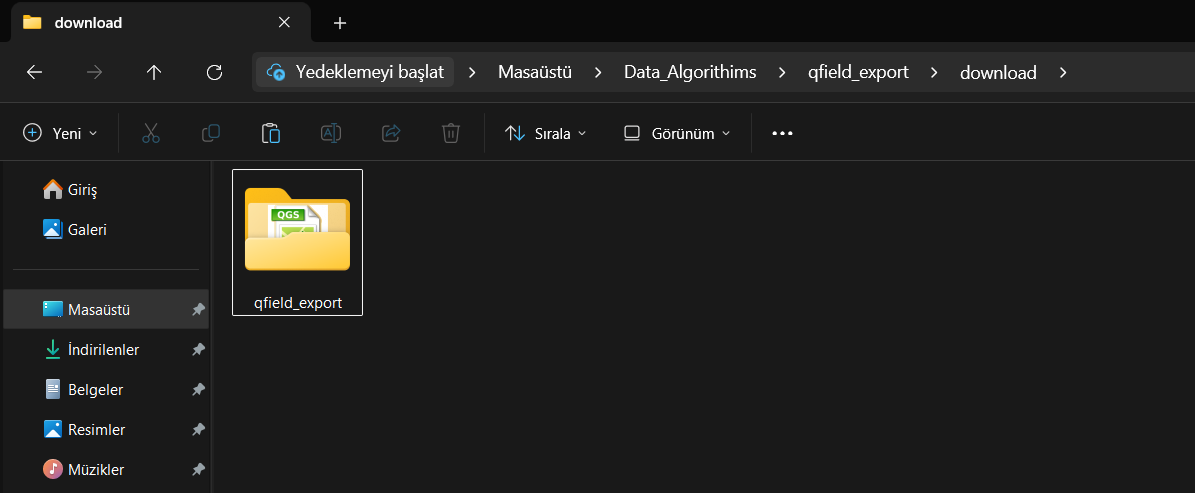 download
Yedeklemeyi başlat > Masaüstü > Data_Algorithims > qfield_export > download >
Yeni Sırala Görünüm
Giriş
Galeri
Masaüstü
İndirilenler
Belgeler
Resimler
Müzikler
QGS
qfield_export